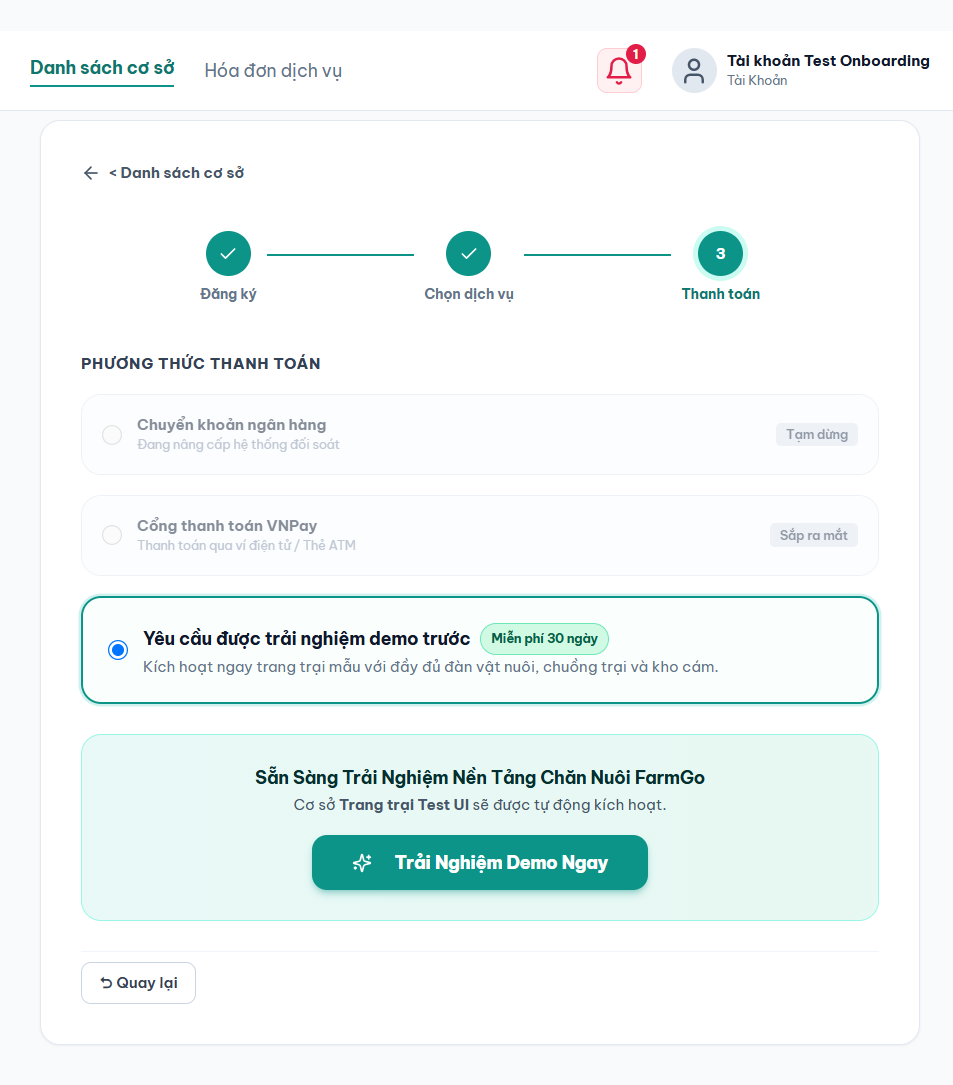 Danh sách cơ sở
Hóa đơn dịch vụ
1
Tài khoản Test Onboarding
Tài Khoản
< Danh sách cơ sở
3
Đăng ký
Chọn dịch vụ
Thanh toán
PHƯƠNG THỨC THANH TOÁN
Chuyển khoản ngân hàng
Đang nâng cấp hệ thống đối soát
Tạm dừng
Cổng thanh toán VNPay
Thanh toán qua ví điện tử / Thẻ ATM
Sắp ra mắt
Yêu cầu được trải nghiệm demo trước
Miễn phí 30 ngày
Kích hoạt ngay trang trại mẫu với đầy đủ đàn vật nuôi, chuồng trại và kho cám.
Sẵn Sàng Trải Nghiệm Nền Tảng Chăn Nuôi FarmGo
Cơ sở Trang trại Test UI sẽ được tự động kích hoạt.
Trải Nghiệm Demo Ngay
⮌ Quay lại